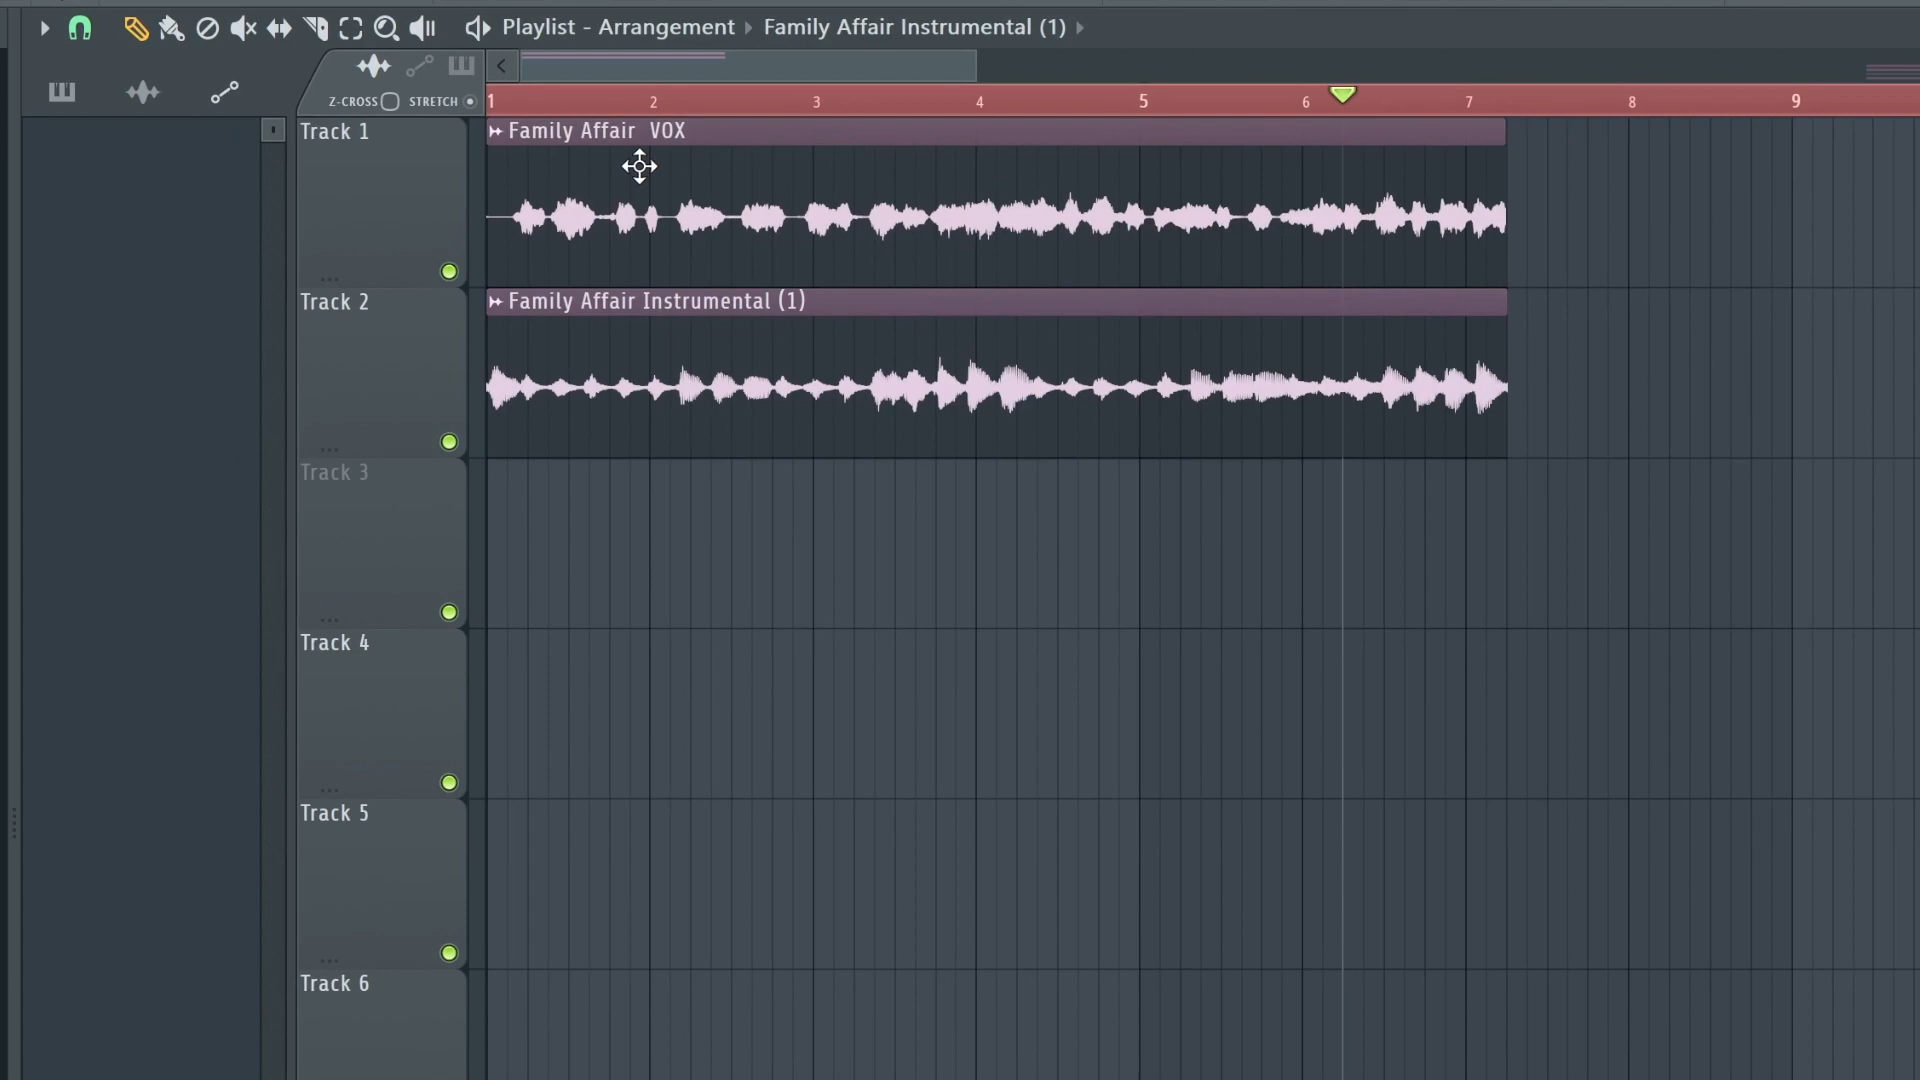 Playlist - Arrangement Family Affair Instrumental (1)
Z-CROSS STRETCH
1 2 3 4 5 6 7 8 9
Track 1
Family Affair VOX
Track 2
Family Affair Instrumental (1)
Track 3
Track 4
Track 5
Track 6